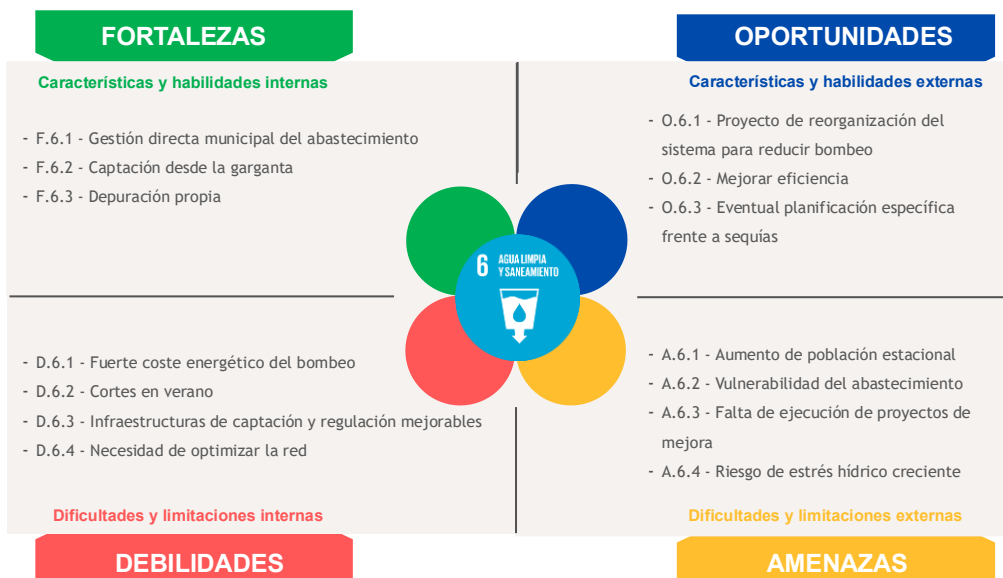 FORTALEZAS
Características y habilidades internas
- F.6.1 - Gestión directa municipal del abastecimiento
- F.6.2 - Captación desde la garganta
- F.6.3 - Depuración propia
OPORTUNIDADES
Características y habilidades externas
- O.6.1 - Proyecto de reorganización del
sistema para reducir bombeo
- O.6.2 - Mejorar eficiencia
- O.6.3 - Eventual planificación específica
frente a sequías
6 AGUA LIMPIA
Y SANEAMIENTO
- D.6.1 - Fuerte coste energético del bombeo
- D.6.2 - Cortes en verano
- D.6.3 - Infraestructuras de captación y regulación mejorables
- D.6.4 - Necesidad de optimizar la red
Dificultades y limitaciones internas
DEBILIDADES
- A.6.1 - Aumento de población estacional
- A.6.2 - Vulnerabilidad del abastecimiento
- A.6.3 - Falta de ejecución de proyectos de
mejora
- A.6.4 - Riesgo de estrés hídrico creciente
Dificultades y limitaciones externas
AMENAZAS